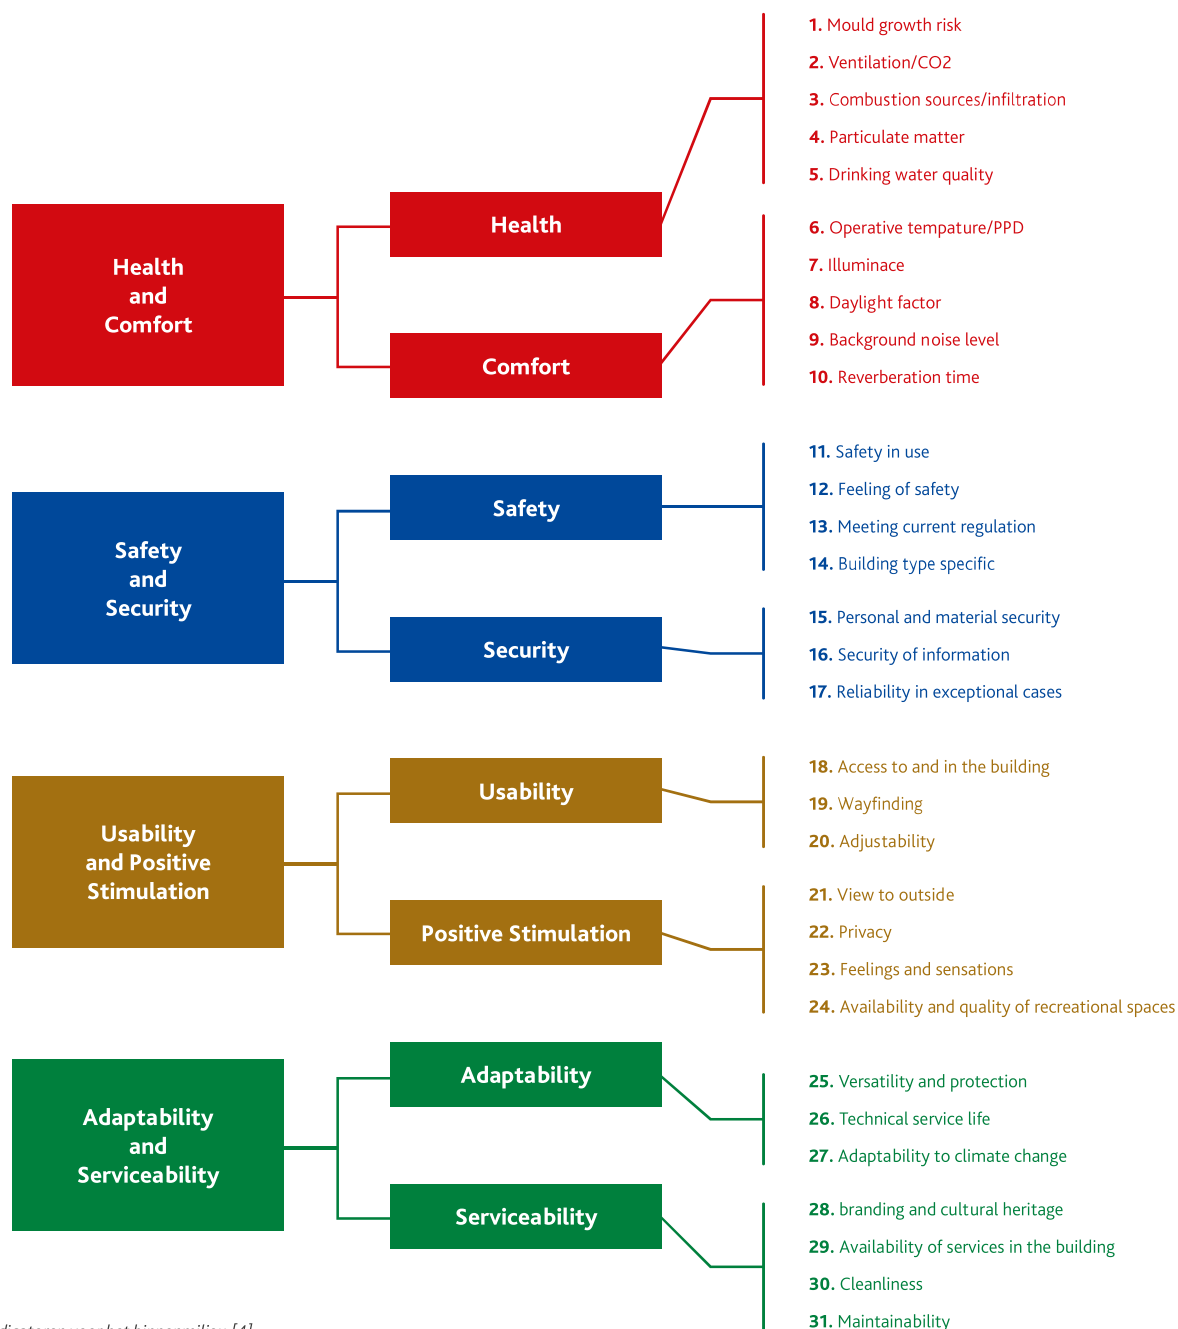 Health
and
Comfort
Health
1. Mould growth risk
2. Ventilation/CO2
3. Combustion sources/infiltration
4. Particulate matter
5. Drinking water quality
Comfort
6. Operative tempature/PPD
7. Illuminace
8. Daylight factor
9. Background noise level
10. Reverberation time
Safety
and
Security
Safety
11. Safety in use
12. Feeling of safety
13. Meeting current regulation
14. Building type specific
Security
15. Personal and material security
16. Security of information
17. Reliability in exceptional cases
Usability
and Positive
Stimulation
Usability
18. Access to and in the building
19. Wayfinding
20. Adjustability
Positive Stimulation
21. View to outside
22. Privacy
23. Feelings and sensations
24. Availability and quality of recreational spaces
Adaptability
and
Serviceability
Adaptability
25. Versatility and protection
26. Technical service life
27. Adaptability to climate change
Serviceability
28. branding and cultural heritage
29. Availability of services in the building
30. Cleanliness
31. Maintainability